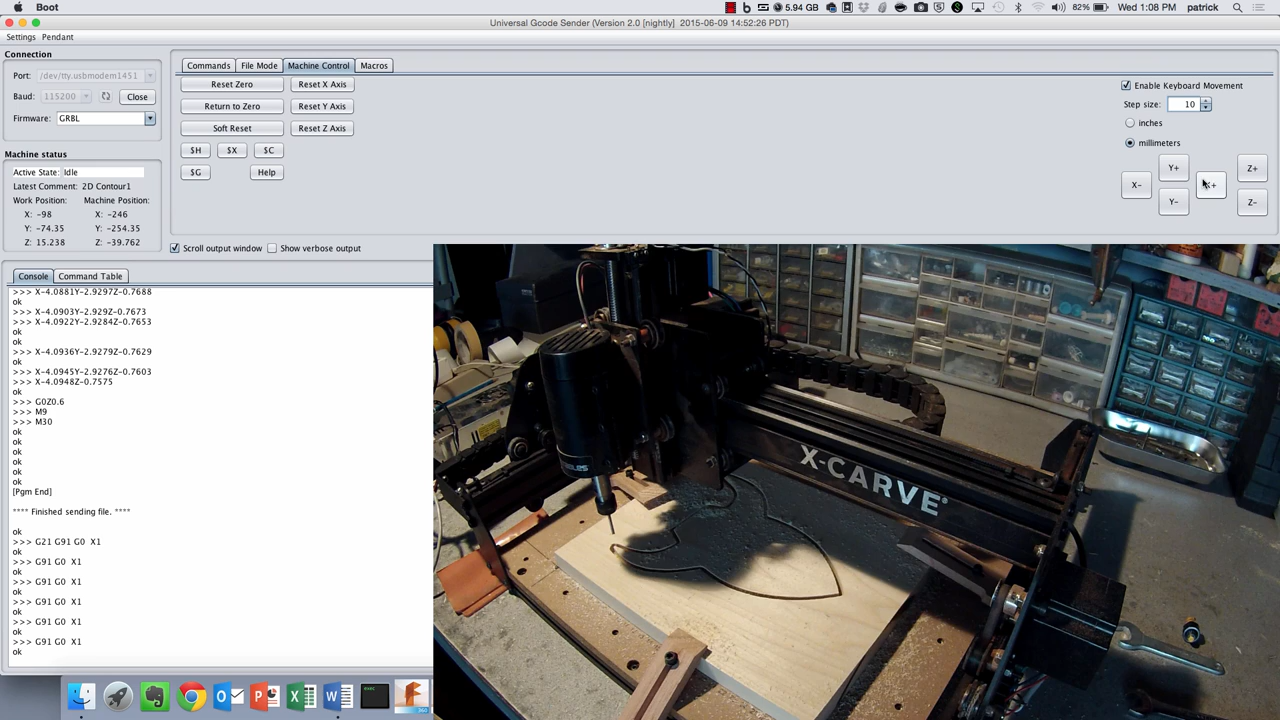 Boot
5.94 GB
82%
Wed 1:08 PM
patrick
Universal Gcode Sender (Version 2.0 [nightly] 2015-06-09 14:52:26 PDT)
Settings Pendant
Connection
Port: /dev/tty.usbmodem1451
Baud: 115200 Close
Firmware: GRBL
Machine status
Active State: Idle
Latest Comment: 2D Contour1
Work Position: Machine Position:
X: -98 X: -246
Y: -74.35 Y: -254.35
Z: 15.238 Z: -39.762
Commands File Mode Machine Control Macros
Reset Zero Reset X Axis
Return to Zero Reset Y Axis
Soft Reset Reset Z Axis
$H $X $C
$G Help
Enable Keyboard Movement
Step size: 10
inches
millimeters
Y+ Z+
X-
Y- Z-
Scroll output window Show verbose output
Console Command Table
>>> X-4.0881Y-2.9297Z-0.7688
ok
>>> X-4.0903Y-2.929Z-0.7673
>>> X-4.0922Y-2.9284Z-0.7653
ok
ok
>>> X-4.0936Y-2.9279Z-0.7629
ok
>>> X-4.0945Y-2.9276Z-0.7603
>>> X-4.0948Z-0.7575
ok
>>> G0Z0.6
>>> M9
>>> M30
ok
ok
ok
ok
ok
ok
[Pgm End]
**** Finished sending file. ****
ok
>>> G21 G91 G0 X1
ok
>>> G91 G0 X1
ok
>>> G91 G0 X1
ok
>>> G91 G0 X1
ok
>>> G91 G0 X1
ok
>>> G91 G0 X1
ok
X-CARVE